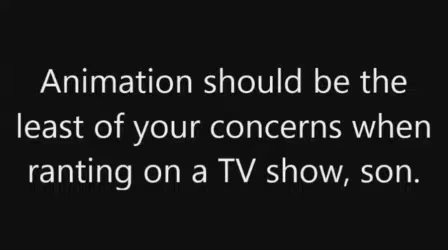 Animation should be the
least of your concerns when
ranting on a TV show, son.